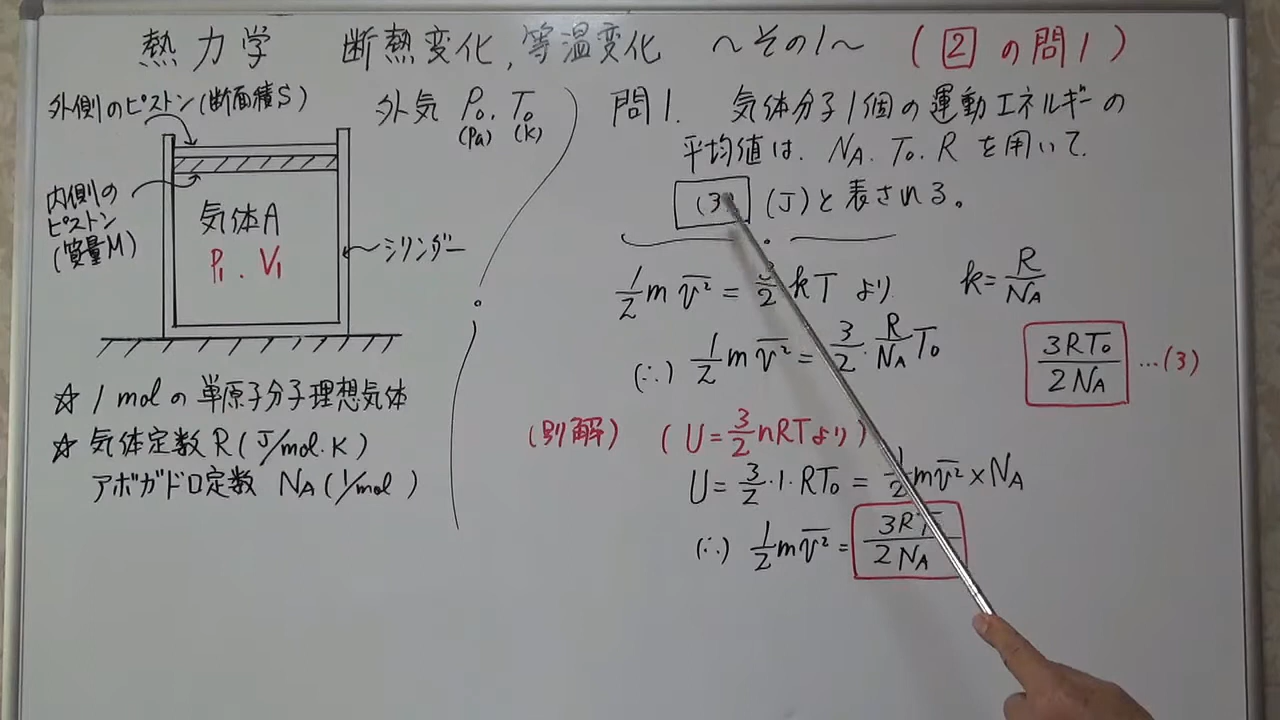 熱力学 断熱変化,等温変化 〜その1〜 (2の問1)
外側のピストン(断面積S)
内側の
ピストン
(質量M)
気体A
P1. V1
シリンダー
外気 P0. T0
(Pa) (K)
☆ 1 molの単原子分子理想気体
☆ 気体定数 R (J/mol・K)
アボガドロ定数 NA (1/mol)
問1. 気体分子1個の運動エネルギーの
平均値は、NA. T0. R を用いて、
(3) (J)と表される。
1/2 m v̄² = 3/2 kT より k = R/NA
(∴) 1/2 m v̄² = 3/2 · R/NA T0
3RT0/2NA …(3)
(別解) (U = 3/2 nRTより)
U = 3/2 · 1 · RT0 = 1/2 m v̄² × NA
(∴) 1/2 m v̄² = 3RT/2NA